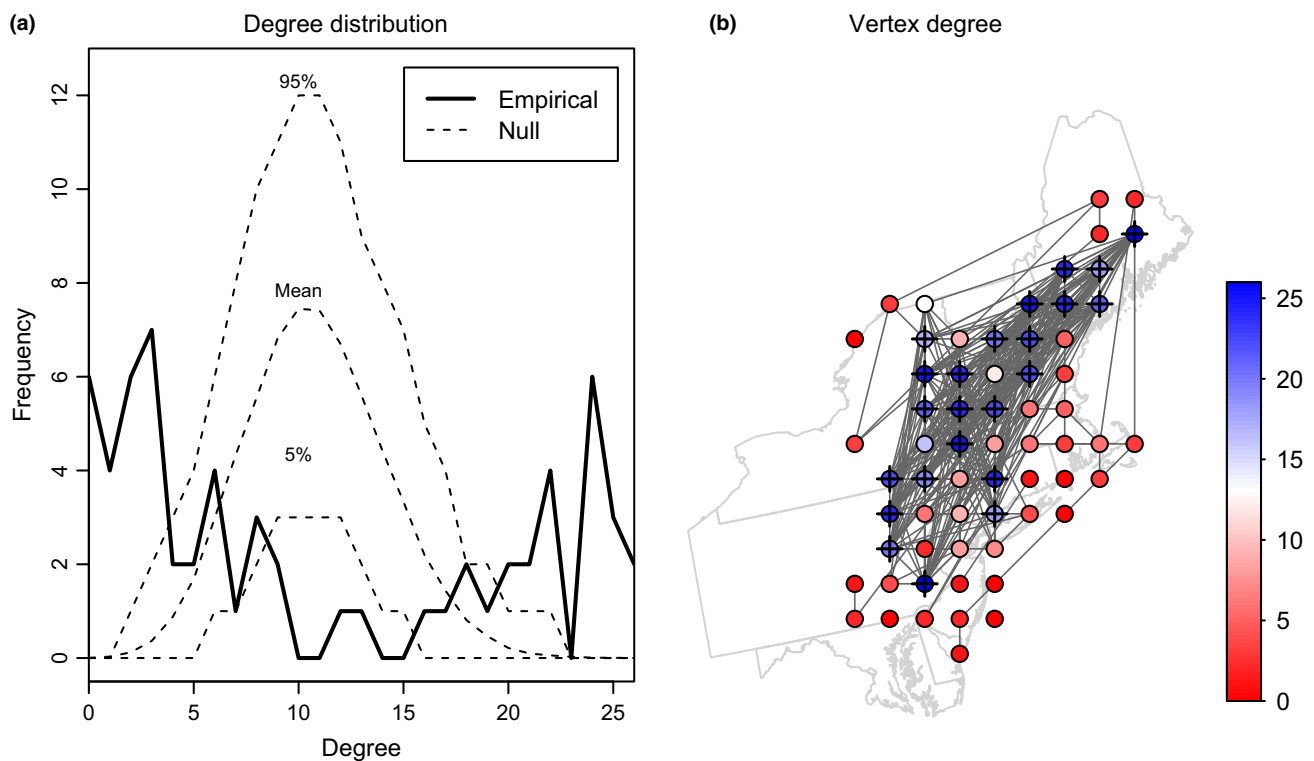 (a)
Degree distribution
95%
Mean
5%
Empirical
Null
Frequency
0
2
4
6
8
10
12
0 5 10 15 20 25
Degree
(b)
Vertex degree
25
20
15
10
5
0